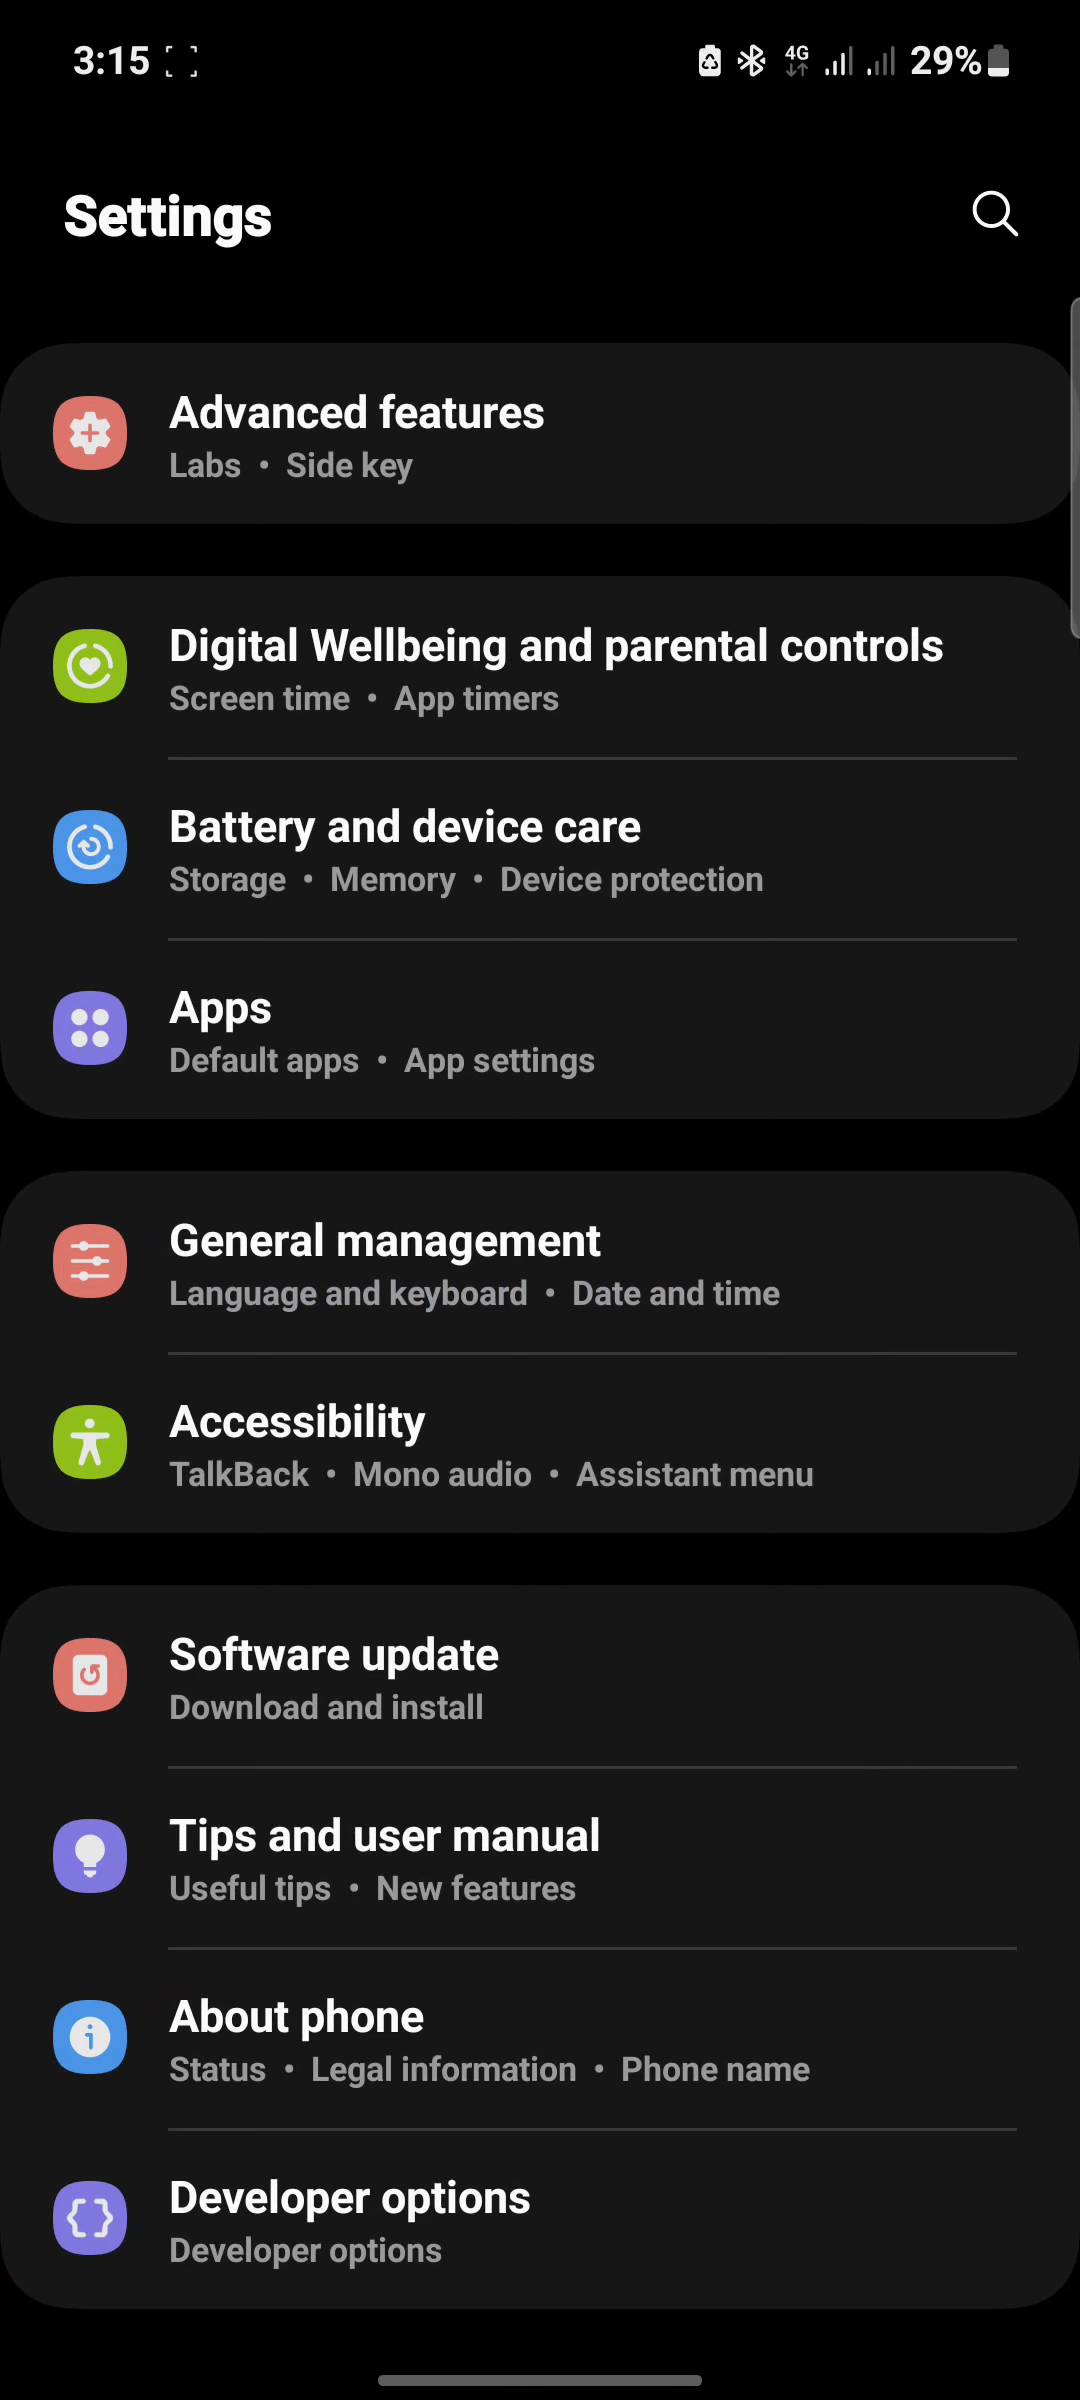 3:15 4G 29%
Settings
Advanced features
Labs • Side key
Digital Wellbeing and parental controls
Screen time • App timers
Battery and device care
Storage • Memory • Device protection
Apps
Default apps • App settings
General management
Language and keyboard • Date and time
Accessibility
TalkBack • Mono audio • Assistant menu
Software update
Download and install
Tips and user manual
Useful tips • New features
About phone
Status • Legal information • Phone name
Developer options
Developer options